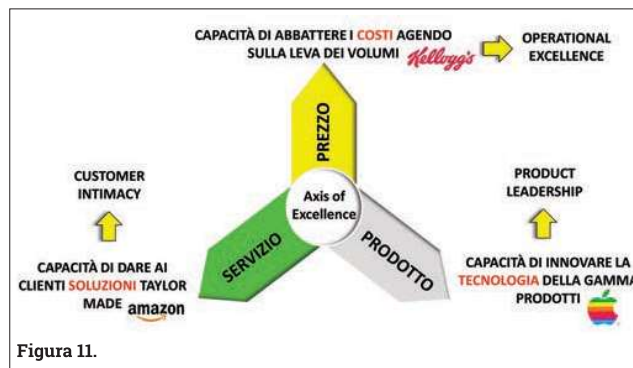 CAPACITÀ DI ABBATTERE I COSTI AGENDO
SULLA LEVA DEI VOLUMI
Kellogg's
OPERATIONAL
EXCELLENCE
PREZZO
CUSTOMER
INTIMACY
PRODUCT
LEADERSHIP
Axis of
Excellence
SERVIZIO
PRODOTTO
CAPACITÀ DI DARE AI
CLIENTI SOLUZIONI TAYLOR
MADE
amazon
CAPACITÀ DI INNOVARE LA
TECNOLOGIA DELLA GAMMA
PRODOTTI
Figura 11.